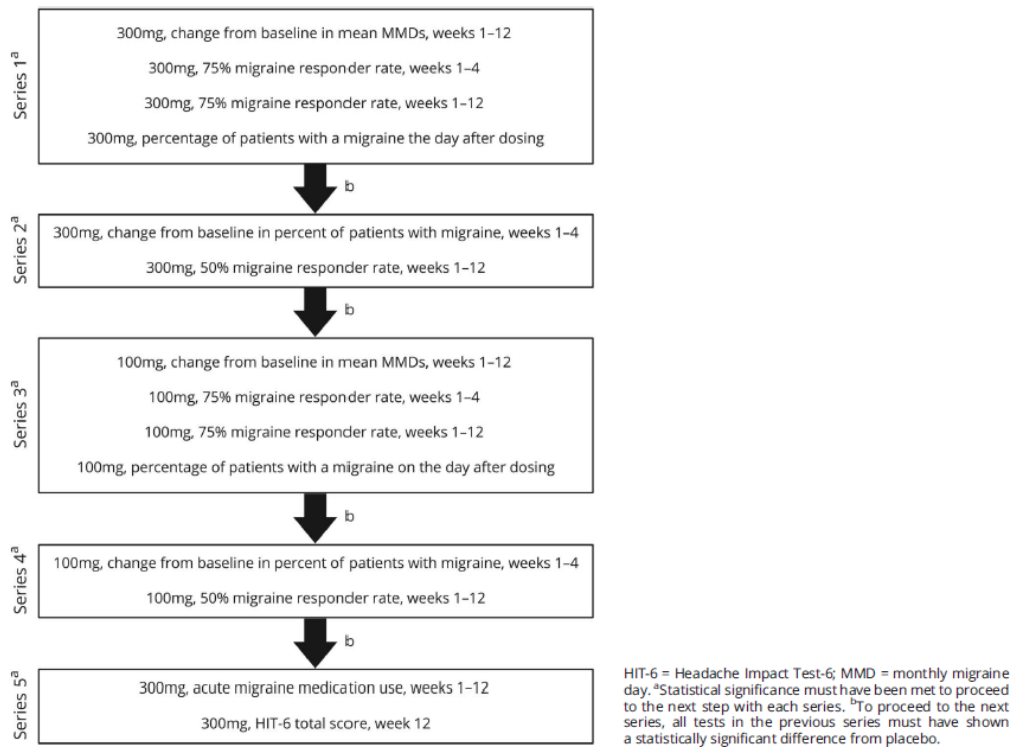 Series 1a
300mg, change from baseline in mean MMDs, weeks 1–12
300mg, 75% migraine responder rate, weeks 1–4
300mg, 75% migraine responder rate, weeks 1–12
300mg, percentage of patients with a migraine the day after dosing
b
Series 2a
300mg, change from baseline in percent of patients with migraine, weeks 1–4
300mg, 50% migraine responder rate, weeks 1–12
b
Series 3a
100mg, change from baseline in mean MMDs, weeks 1–12
100mg, 75% migraine responder rate, weeks 1–4
100mg, 75% migraine responder rate, weeks 1–12
100mg, percentage of patients with a migraine on the day after dosing
b
Series 4a
100mg, change from baseline in percent of patients with migraine, weeks 1–4
100mg, 50% migraine responder rate, weeks 1–12
b
Series 5a
300mg, acute migraine medication use, weeks 1–12
300mg, HIT-6 total score, week 12
HIT-6 = Headache Impact Test-6; MMD = monthly migraine
day. aStatistical significance must have been met to proceed
to the next step with each series. bTo proceed to the next
series, all tests in the previous series must have shown
a statistically significant difference from placebo.